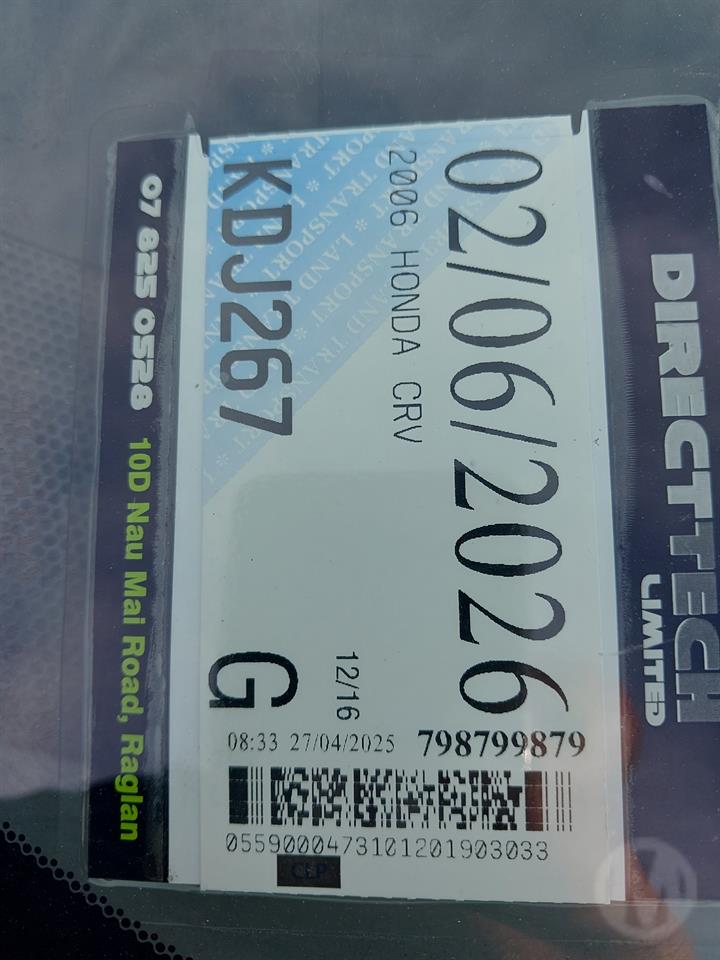 DIRECTTECH
LIMITED
02/06/2026
2006 HONDA CRV
KDJ267
12/16
G
08:33 27/04/2025 798799879
0559000473101201903033
CLP
07 825 0528 10D Nau Mai Road, Raglan